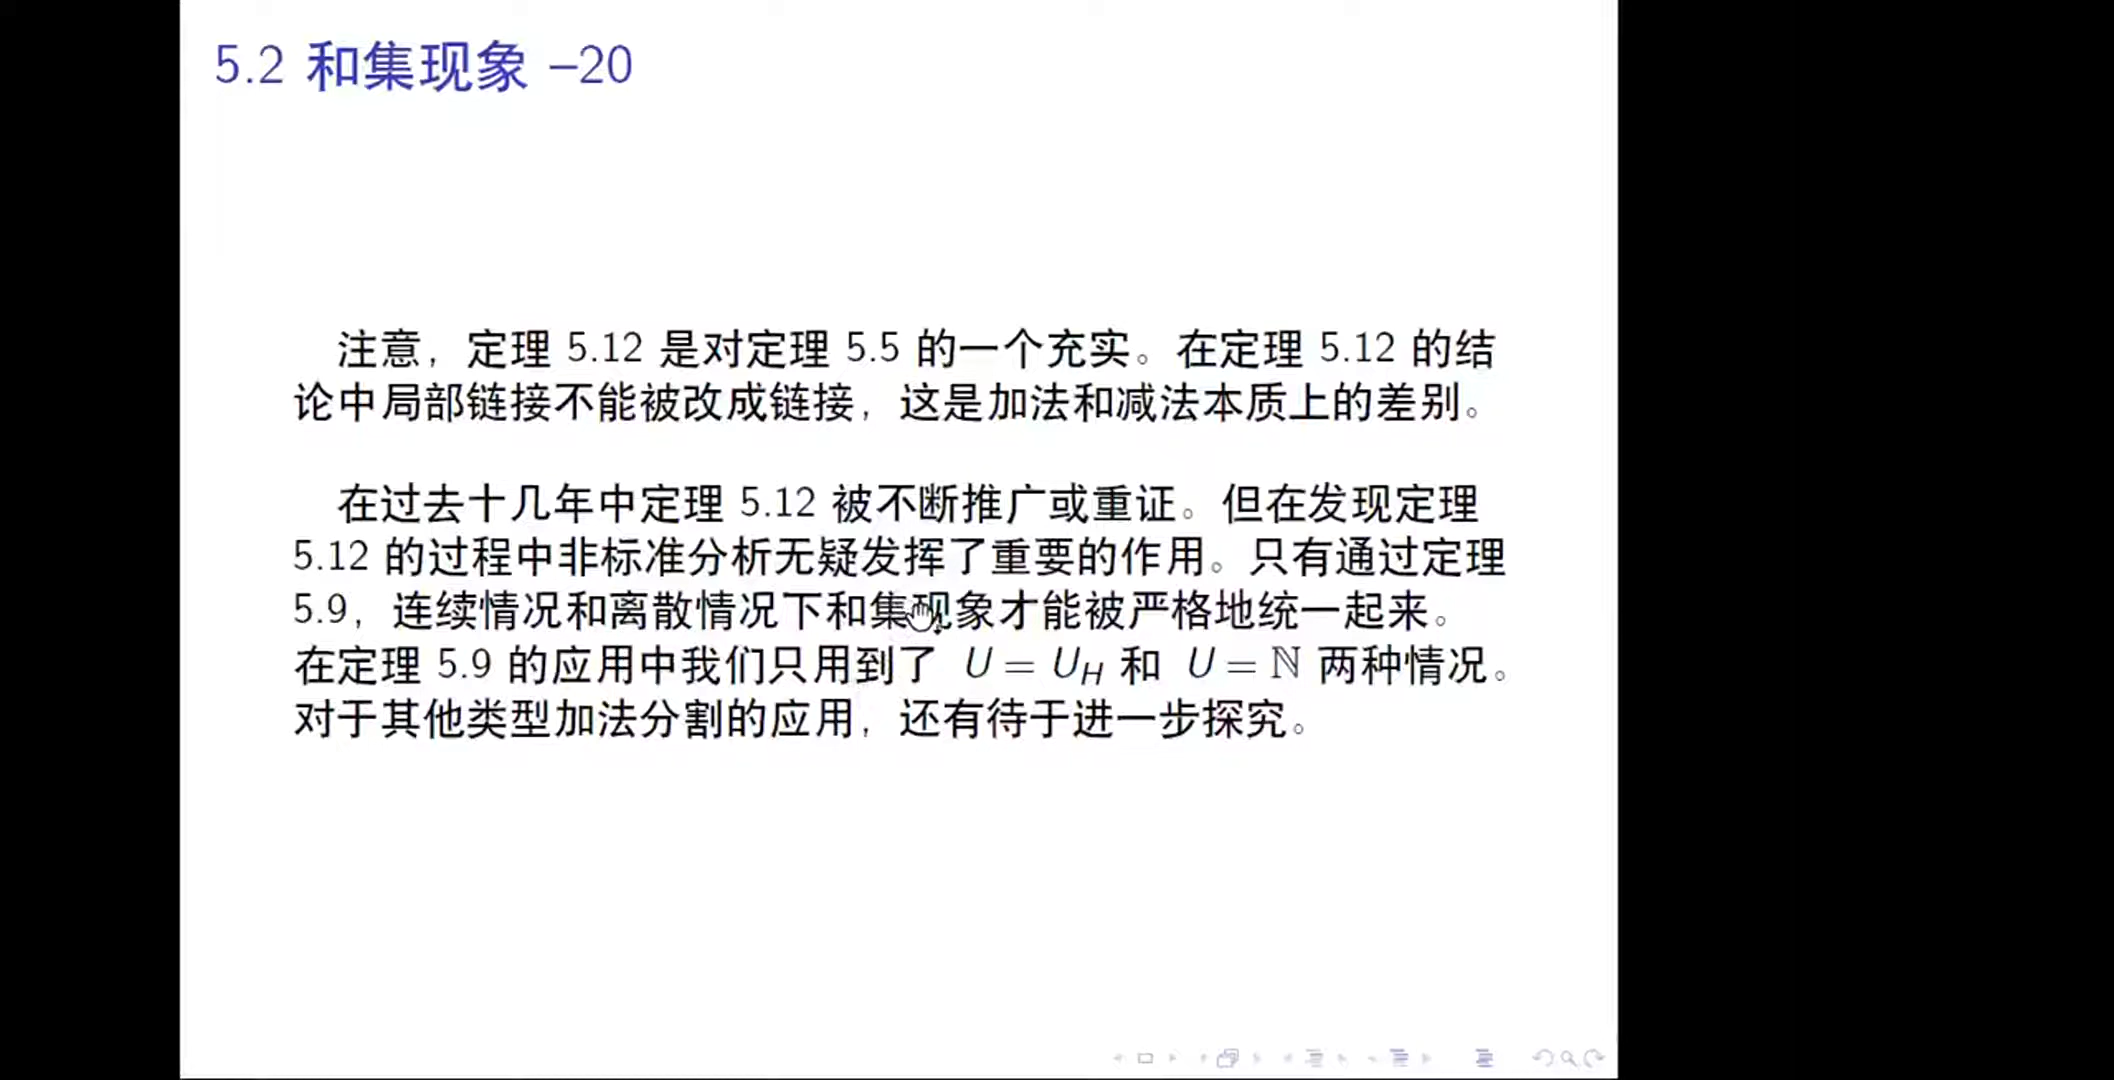 5.2 和集现象 –20
注意，定理 5.12 是对定理 5.5 的一个充实。在定理 5.12 的结
论中局部链接不能被改成链接，这是加法和减法本质上的差别。
在过去十几年中定理 5.12 被不断推广或重证。但在发现定理
5.12 的过程中非标准分析无疑发挥了重要的作用。只有通过定理
5.9，连续情况和离散情况下和集现象才能被严格地统一起来。
在定理 5.9 的应用中我们只用到了 U = U_H 和 U = ℕ 两种情况。
对于其他类型加法分割的应用，还有待于进一步探究。